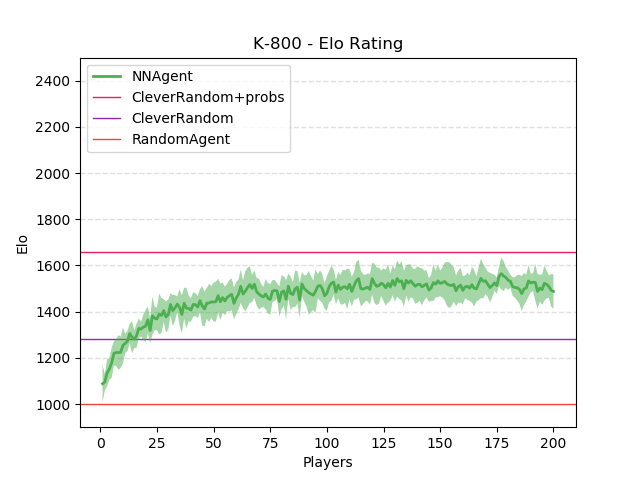 K-800 - Elo Rating
NNAgent
CleverRandom+probs
CleverRandom
RandomAgent
2400
2200
2000
1800
1600
1400
1200
1000
Elo
0 25 50 75 100 125 150 175 200
Players